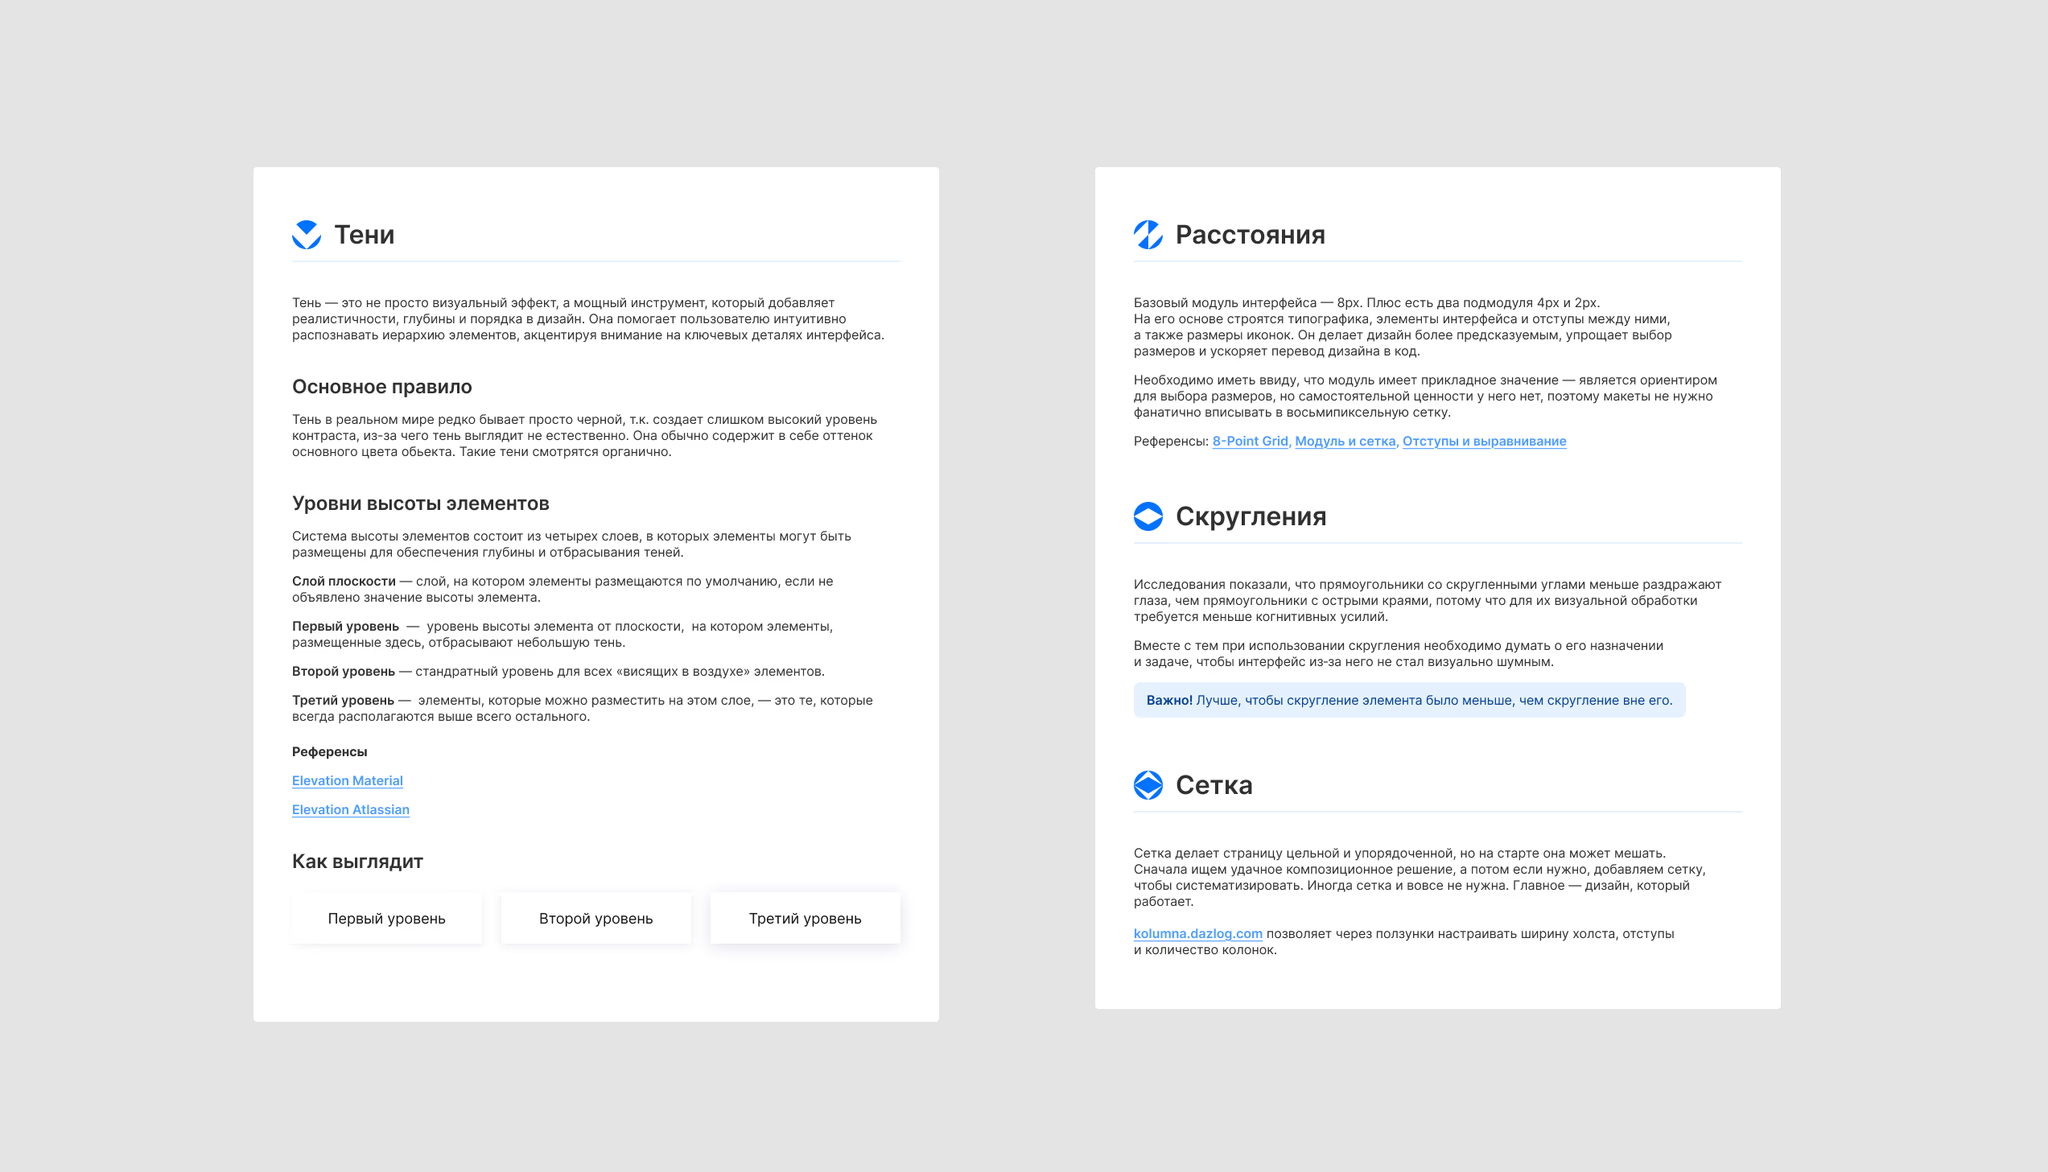 Тени
Тень — это не просто визуальный эффект, а мощный инструмент, который добавляет
реалистичности, глубины и порядка в дизайн. Она помогает пользователю интуитивно
распознавать иерархию элементов, акцентируя внимание на ключевых деталях интерфейса.
Основное правило
Тень в реальном мире редко бывает просто черной, т.к. создает слишком высокий уровень
контраста, из-за чего тень выглядит не естественно. Она обычно содержит в себе оттенок
основного цвета обьекта. Такие тени смотрятся органично.
Уровни высоты элементов
Система высоты элементов состоит из четырех слоев, в которых элементы могут быть
размещены для обеспечения глубины и отбрасывания теней.
Слой плоскости — слой, на котором элементы размещаются по умолчанию, если не
объявлено значение высоты элемента.
Первый уровень — уровень высоты элемента от плоскости, на котором элементы,
размещенные здесь, отбрасывают небольшую тень.
Второй уровень — стандратный уровень для всех «висящих в воздухе» элементов.
Третий уровень — элементы, которые можно разместить на этом слое, — это те, которые
всегда располагаются выше всего остального.
Референсы
Elevation Material
Elevation Atlassian
Как выглядит
Первый уровень
Второй уровень
Третий уровень
Расстояния
Базовый модуль интерфейса — 8px. Плюс есть два подмодуля 4px и 2px.
На его основе строятся типографика, элементы интерфейса и отступы между ними,
а также размеры иконок. Он делает дизайн более предсказуемым, упрощает выбор
размеров и ускоряет перевод дизайна в код.
Необходимо иметь ввиду, что модуль имеет прикладное значение — является ориентиром
для выбора размеров, но самостоятельной ценности у него нет, поэтому макеты не нужно
фанатично вписывать в восьмипиксельную сетку.
Референсы: 8-Point Grid, Модуль и сетка, Отступы и выравнивание
Скругления
Исследования показали, что прямоугольники со скругленными углами меньше раздражают
глаза, чем прямоугольники с острыми краями, потому что для их визуальной обработки
требуется меньше когнитивных усилий.
Вместе с тем при использовании скругления необходимо думать о его назначении
и задаче, чтобы интерфейс из-за него не стал визуально шумным.
Важно! Лучше, чтобы скругление элемента было меньше, чем скругление вне его.
Сетка
Сетка делает страницу цельной и упорядоченной, но на старте она может мешать.
Сначала ищем удачное композиционное решение, а потом если нужно, добавляем сетку,
чтобы систематизировать. Иногда сетка и вовсе не нужна. Главное — дизайн, который
работает.
kolumna.dazlog.com позволяет через ползунки настраивать ширину холста, отступы
и количество колонок.